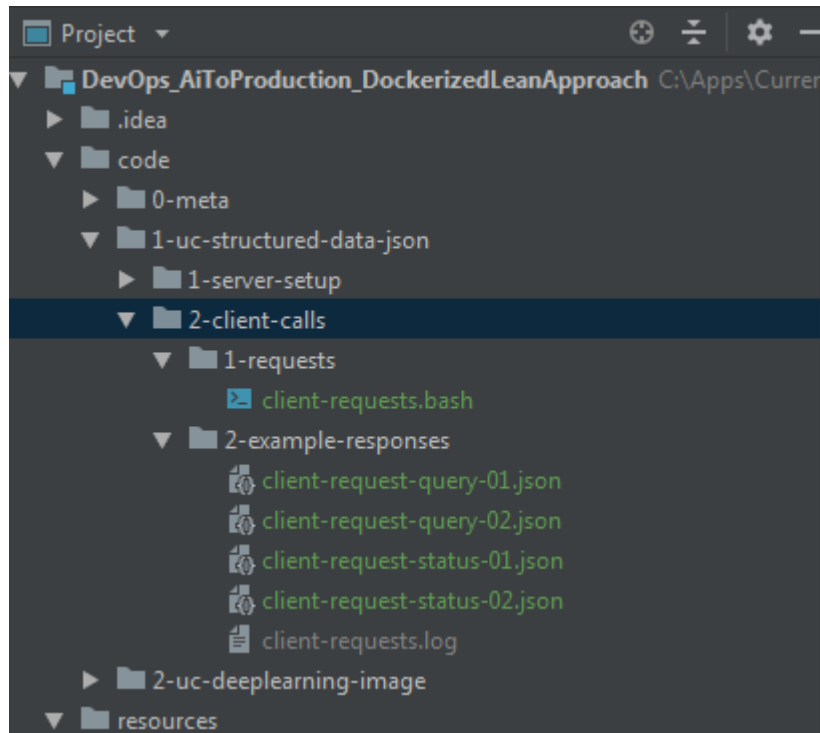 Project
DevOps_AiToProduction_DockerizedLeanApproach C:\Apps\Curren
.idea
code
0-meta
1-uc-structured-data-json
1-server-setup
2-client-calls
1-requests
client-requests.bash
2-example-responses
client-request-query-01.json
client-request-query-02.json
client-request-status-01.json
client-request-status-02.json
client-requests.log
2-uc-deeplearning-image
resources